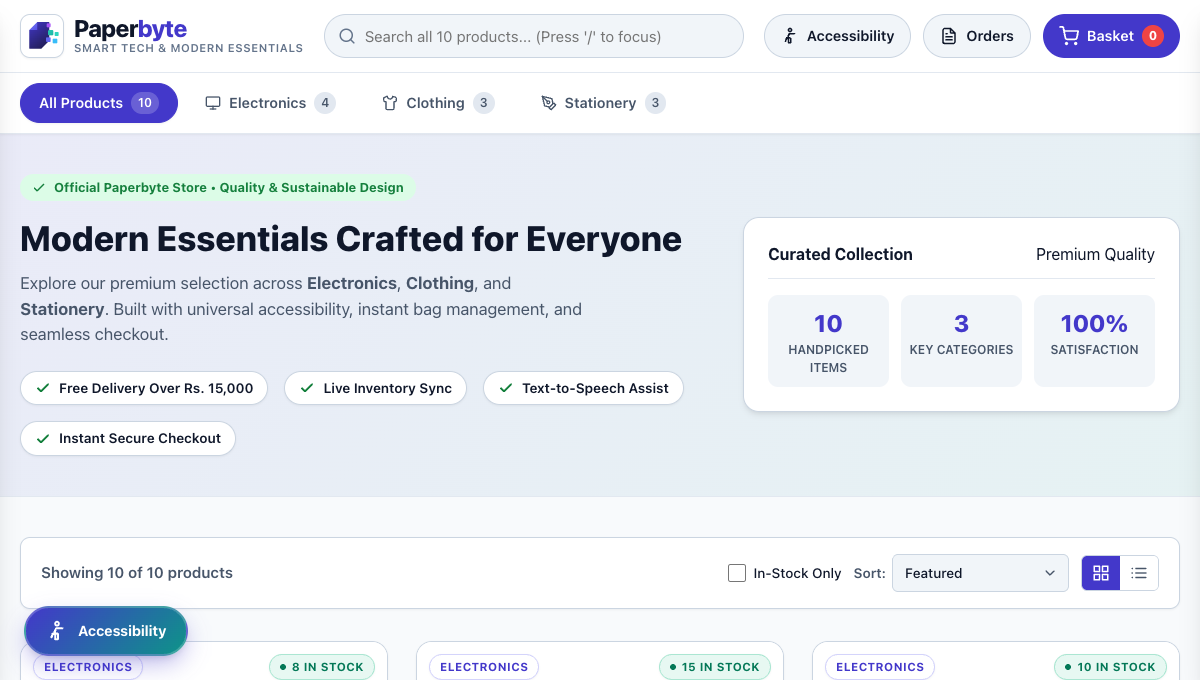 Paperbyte
SMART TECH & MODERN ESSENTIALS
Search all 10 products... (Press '/' to focus)
Accessibility
Orders
Basket 0
All Products 10
Electronics 4
Clothing 3
Stationery 3
Official Paperbyte Store • Quality & Sustainable Design
Modern Essentials Crafted for Everyone
Explore our premium selection across Electronics, Clothing, and
Stationery. Built with universal accessibility, instant bag management, and
seamless checkout.
Free Delivery Over Rs. 15,000
Live Inventory Sync
Text-to-Speech Assist
Instant Secure Checkout
Curated Collection
Premium Quality
10
HANDPICKED
ITEMS
3
KEY CATEGORIES
100%
SATISFACTION
Showing 10 of 10 products
In-Stock Only
Sort:
Featured
Accessibility
ELECTRONICS
8 IN STOCK
ELECTRONICS
15 IN STOCK
ELECTRONICS
10 IN STOCK